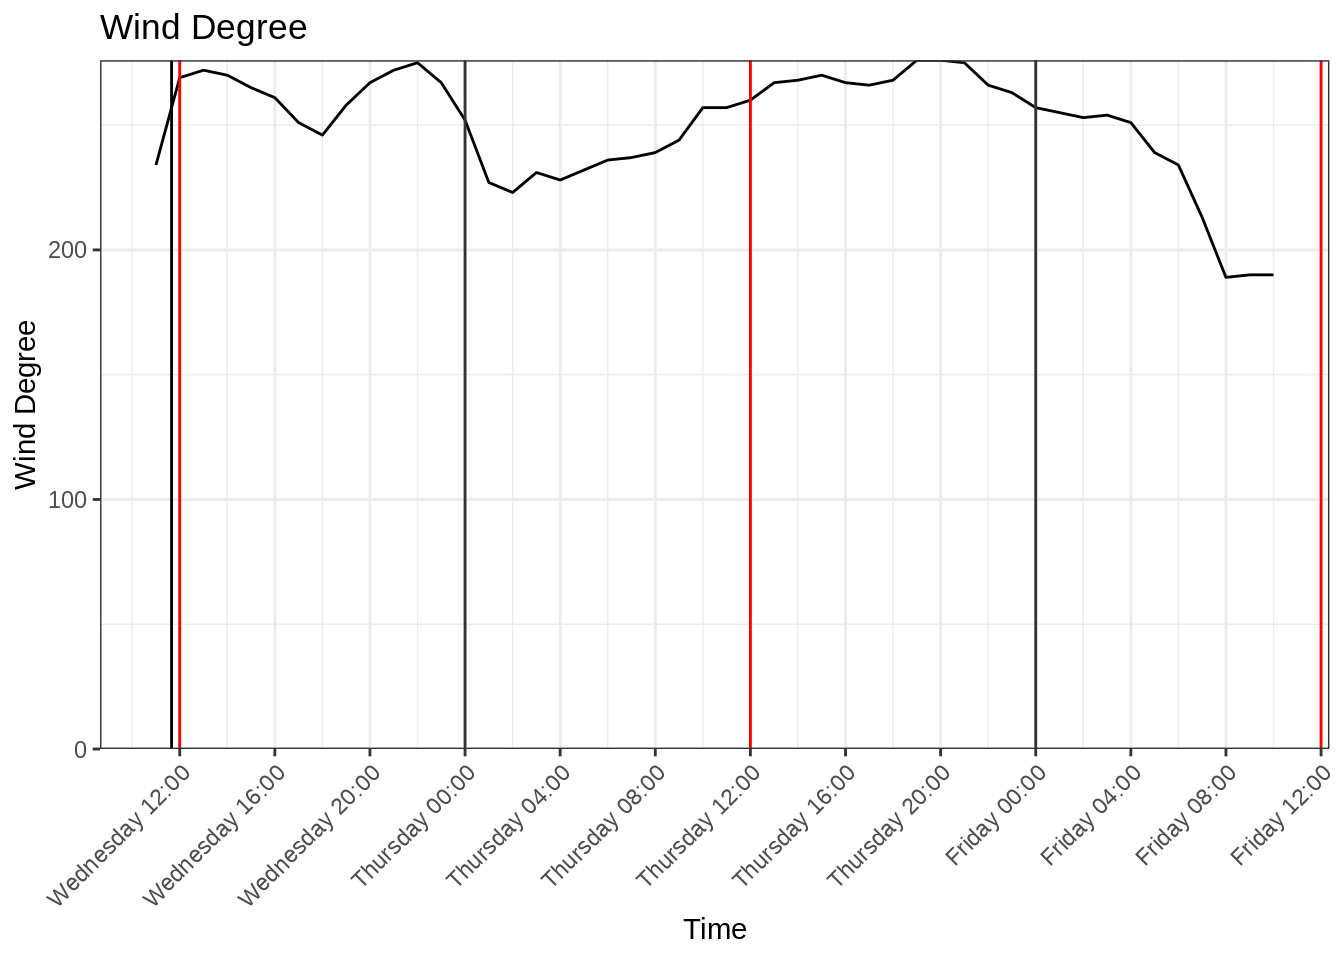 Wind Degree
Wind Degree
200
100
0
Wednesday 12:00
Wednesday 16:00
Wednesday 20:00
Thursday 00:00
Thursday 04:00
Thursday 08:00
Thursday 12:00
Thursday 16:00
Thursday 20:00
Friday 00:00
Friday 04:00
Friday 08:00
Friday 12:00
Time